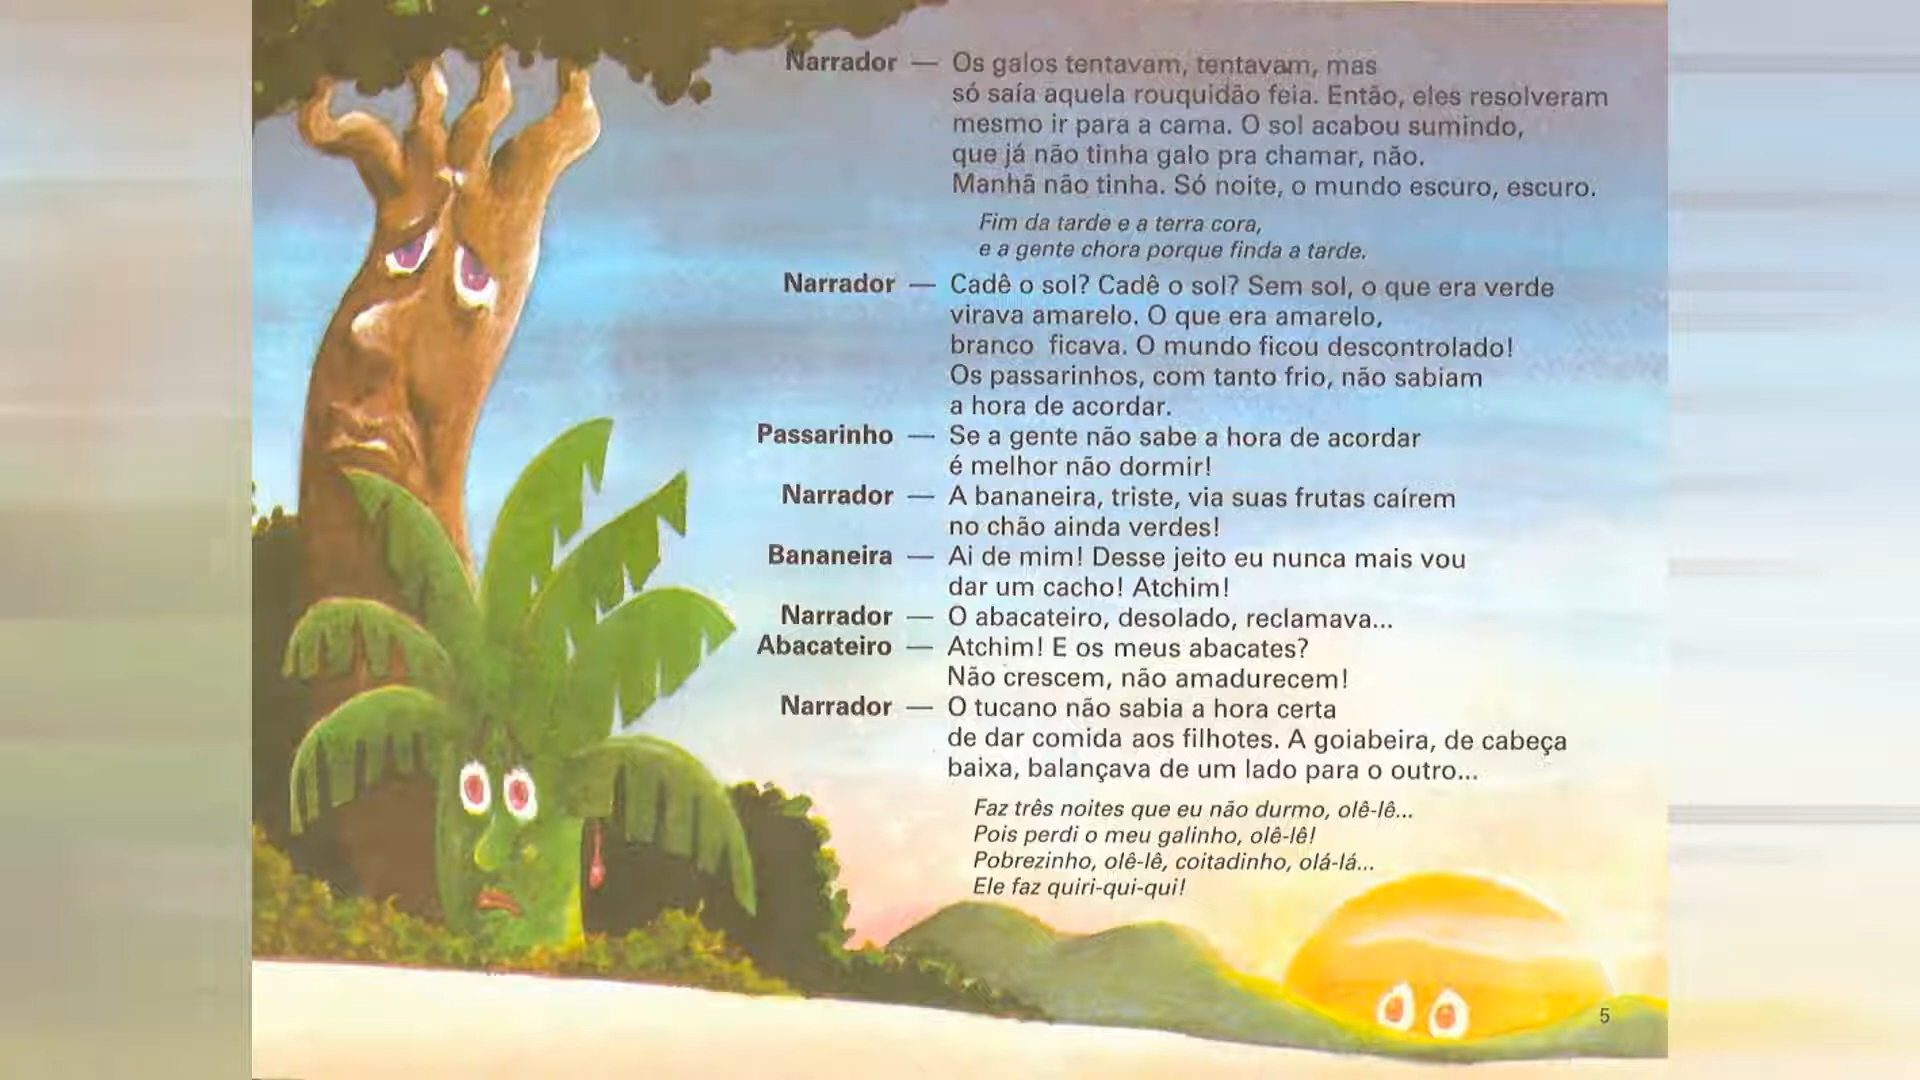 Narrador — Os galos tentavam, tentavam, mas
só saía aquela rouquidão feia. Então, eles resolveram
mesmo ir para a cama. O sol acabou sumindo,
que já não tinha galo pra chamar, não.
Manhã não tinha. Só noite, o mundo escuro, escuro.
Fim da tarde e a terra cora,
e a gente chora porque finda a tarde.
Narrador — Cadê o sol? Cadê o sol? Sem sol, o que era verde
virava amarelo. O que era amarelo,
branco ficava. O mundo ficou descontrolado!
Os passarinhos, com tanto frio, não sabiam
a hora de acordar.
Passarinho — Se a gente não sabe a hora de acordar
é melhor não dormir!
Narrador — A bananeira, triste, via suas frutas caírem
no chão ainda verdes!
Bananeira — Ai de mim! Desse jeito eu nunca mais vou
dar um cacho! Atchim!
Narrador — O abacateiro, desolado, reclamava...
Abacateiro — Atchim! E os meus abacates?
Não crescem, não amadurecem!
Narrador — O tucano não sabia a hora certa
de dar comida aos filhotes. A goiabeira, de cabeça
baixa, balançava de um lado para o outro...
Faz três noites que eu não durmo, olê-lê...
Pois perdi o meu galinho, olê-lê!
Pobrezinho, olê-lê, coitadinho, olá-lá...
Ele faz quiri-qui-qui!
5